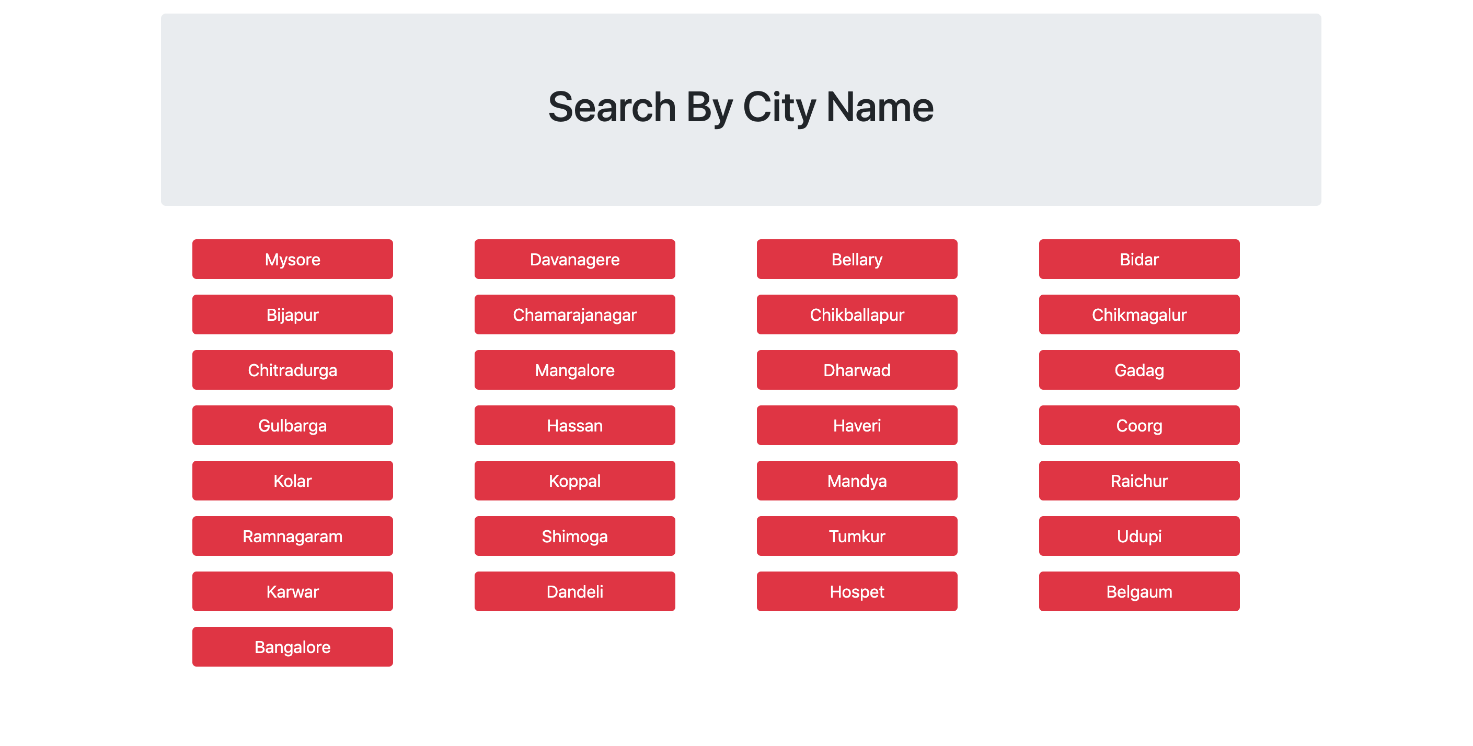 Search By City Name
Mysore Davanagere Bellary Bidar
Bijapur Chamarajanagar Chikballapur Chikmagalur
Chitradurga Mangalore Dharwad Gadag
Gulbarga Hassan Haveri Coorg
Kolar Koppal Mandya Raichur
Ramnagaram Shimoga Tumkur Udupi
Karwar Dandeli Hospet Belgaum
Bangalore